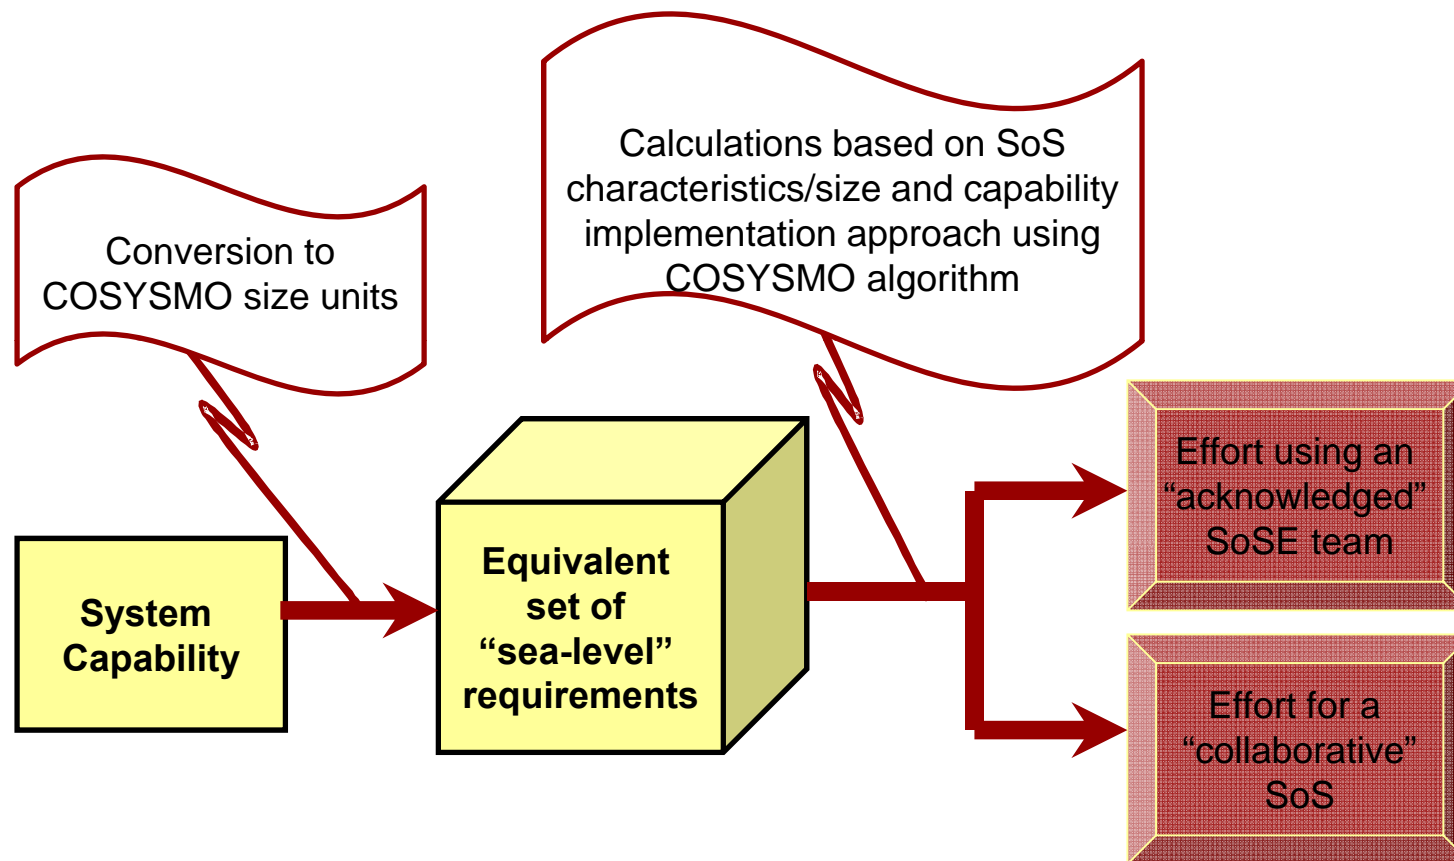 Conversion to
COSYSMO size units
Calculations based on SoS
characteristics/size and capability
implementation approach using
COSYSMO algorithm
System
Capability
Equivalent
set of
“sea-level”
requirements
Effort using an
“acknowledged”
SoSE team
Effort for a
“collaborative”
SoS